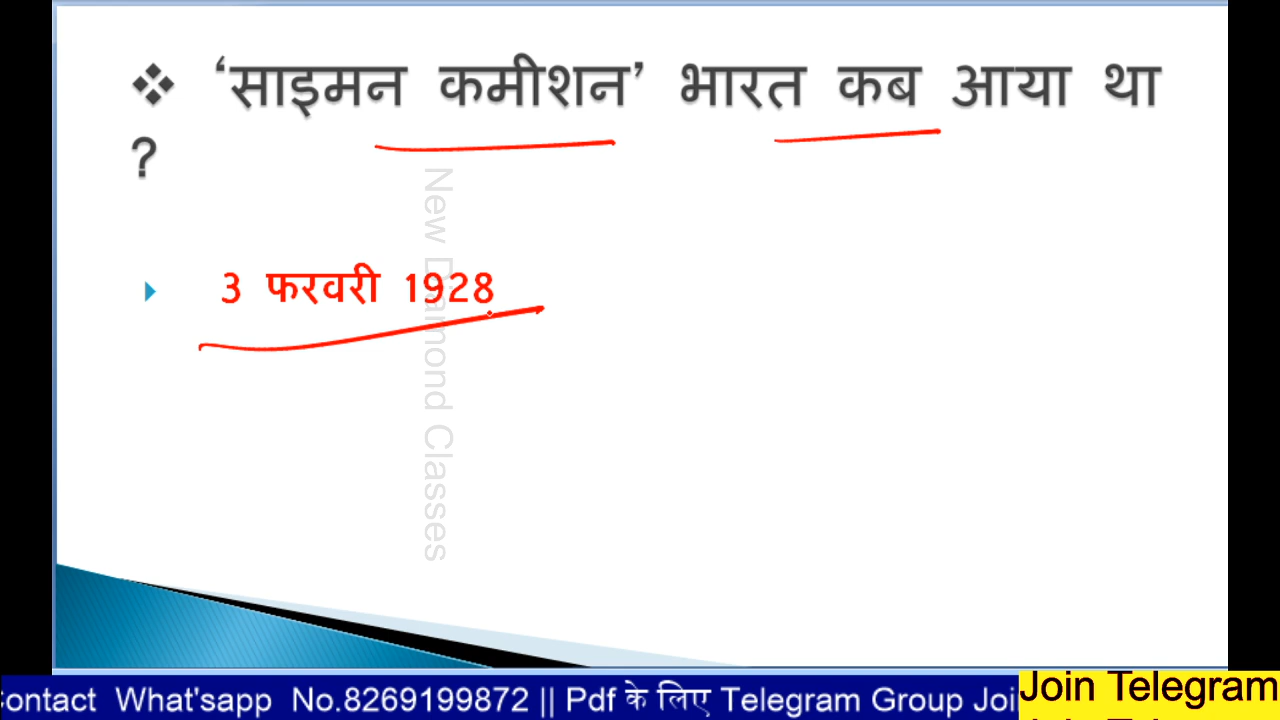 ❖ ‘साइमन कमीशन’ भारत कब आया था
?
3 फरवरी 1928
New Diamond Classes
ontact What'sapp No.8269199872 || Pdf के लिए Telegram Group Joi
Join Telegram